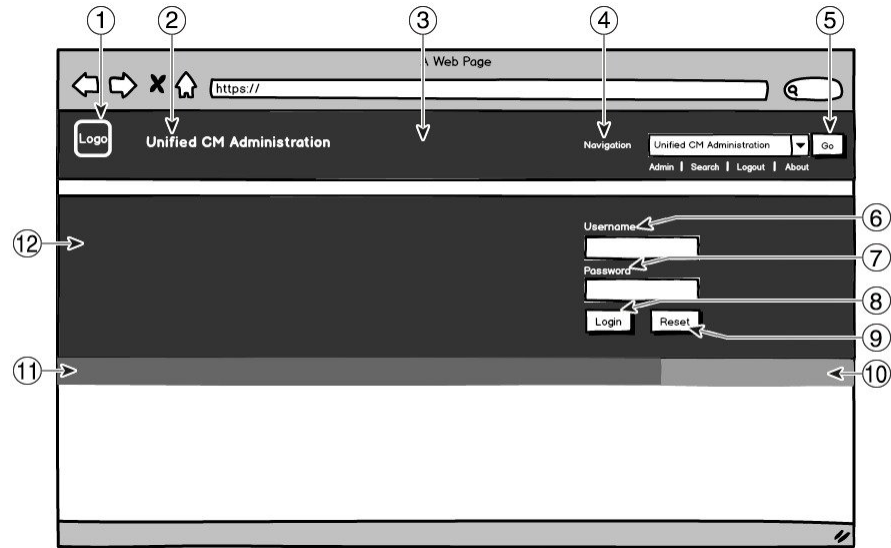 1 2 3 4 5
A Web Page
https://
Logo
Unified CM Administration
Navigation
Unified CM Administration
Go
Admin | Search | Logout | About
Username
6
12
Password
7
8
Login Reset
9
11
10